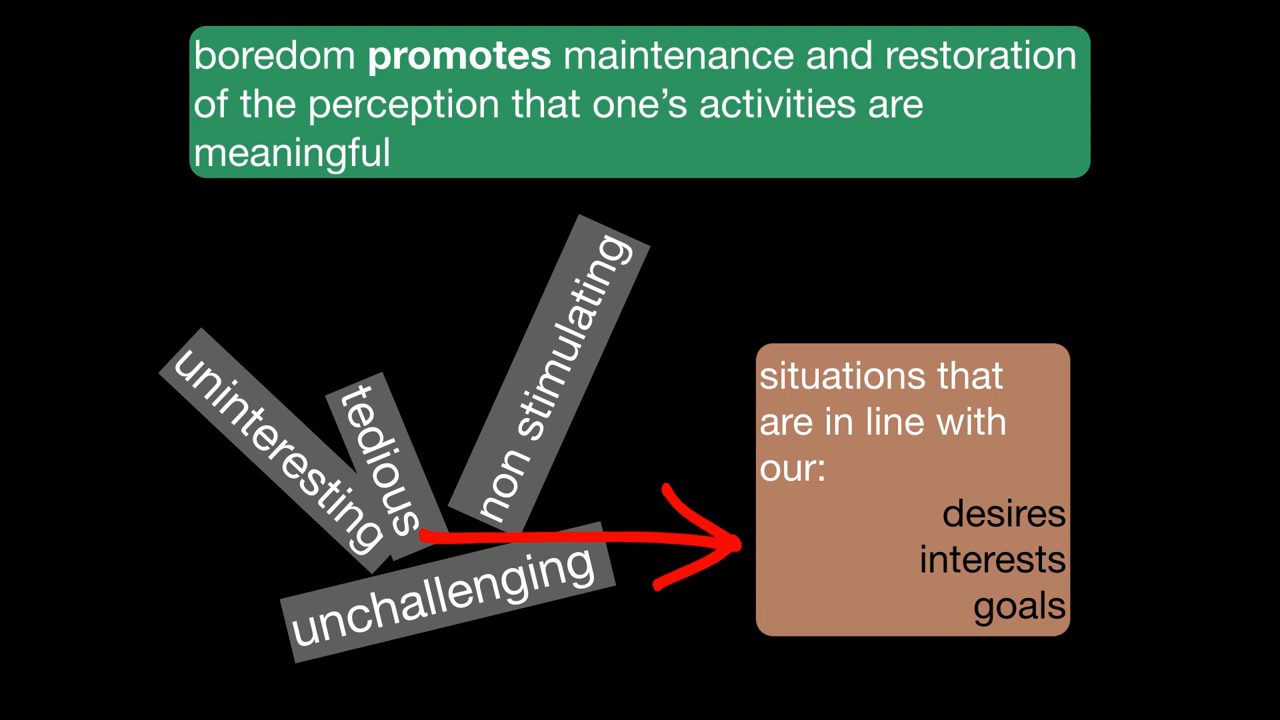 boredom promotes maintenance and restoration
of the perception that one’s activities are
meaningful
non stimulating
uninteresting
tedious
unchallenging
situations that
are in line with
our:
desires
interests
goals